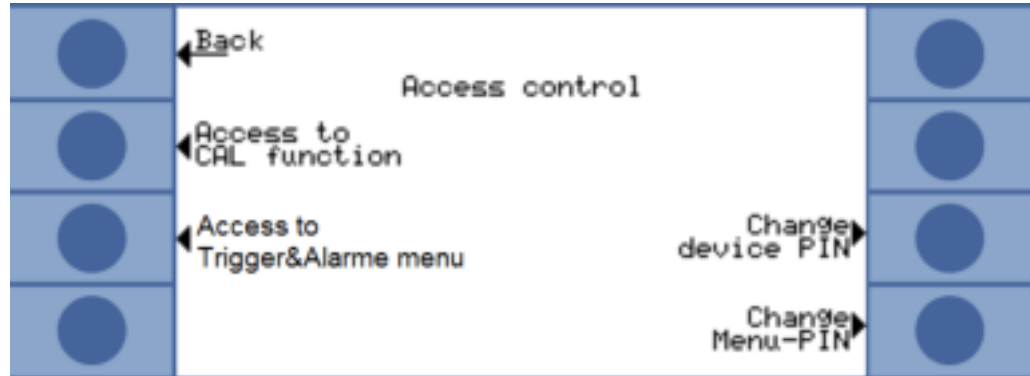 Back
Access control
Access to
CAL function
Access to
Trigger&Alarme menu
Change
device PIN
Change
Menu-PIN